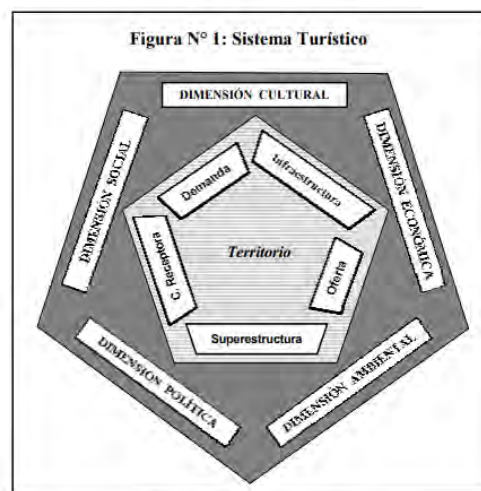 Figura N° 1: Sistema Turístico
DIMENSIÓN CULTURAL
DIMENSIÓN SOCIAL
DIMENSIÓN ECONÓMICA
Demanda
Infraestructura
C. Receptora
Territorio
Oferta
Superestructura
DIMENSIÓN POLÍTICA
DIMENSIÓN AMBIENTAL